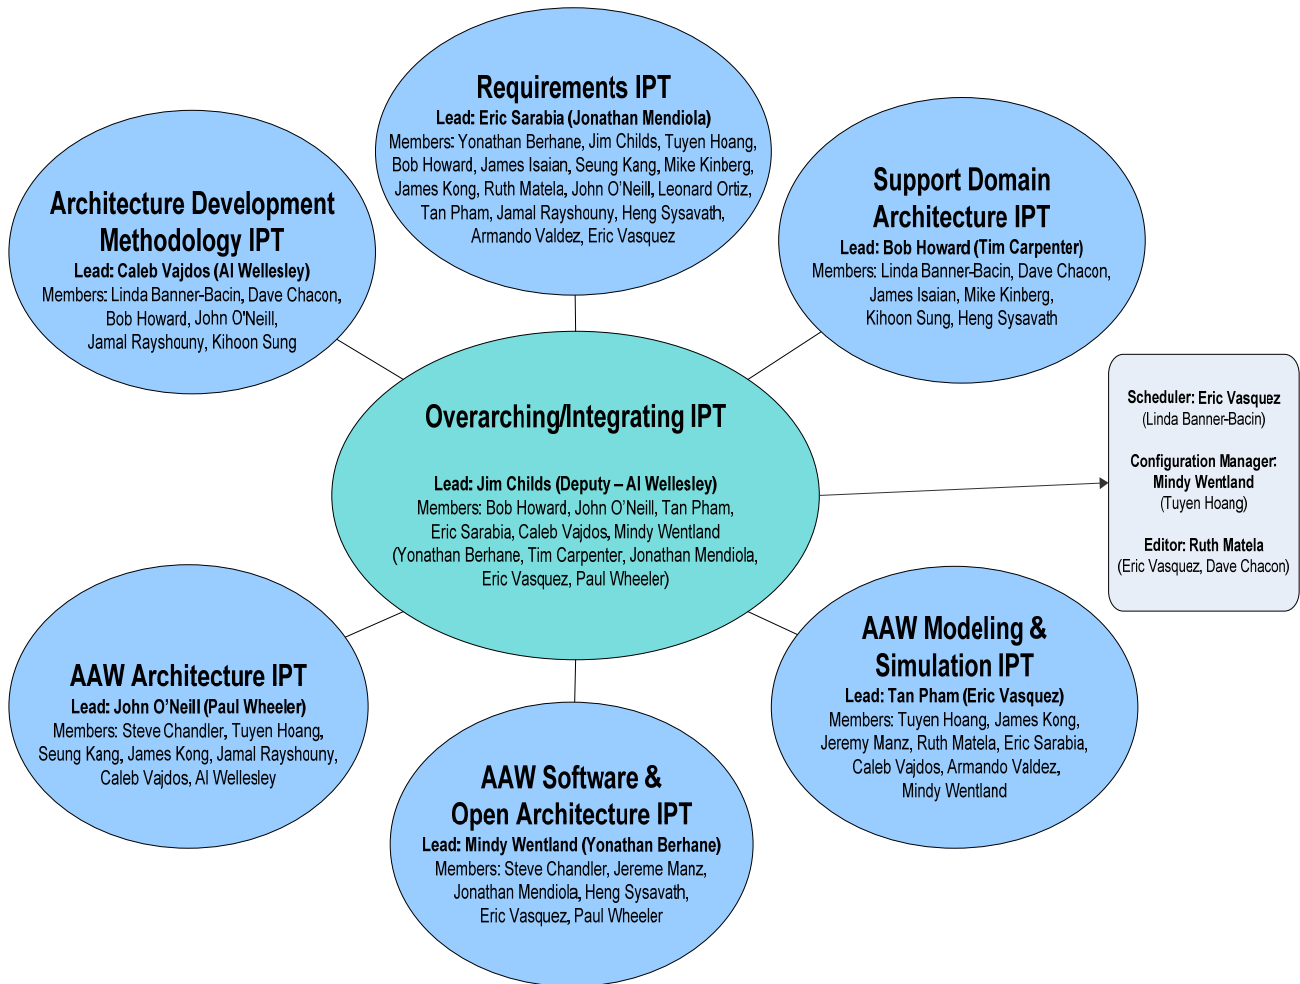 Requirements IPT
Lead: Eric Sarabia (Jonathan Mendiola)
Members: Yonathan Berhane, Jim Childs, Tuyen Hoang,
Bob Howard, James Isaian, Seung Kang, Mike Kinberg,
James Kong, Ruth Matela, John O’Neill, Leonard Ortiz,
Tan Pham, Jamal Rayshouny, Heng Sysavath,
Armando Valdez, Eric Vasquez
Architecture Development
Methodology IPT
Lead: Caleb Vajdos (Al Wellesley)
Members: Linda Banner-Bacin, Dave Chacon,
Bob Howard, John O'Neill,
Jamal Rayshouny, Kihoon Sung
Support Domain
Architecture IPT
Lead: Bob Howard (Tim Carpenter)
Members: Linda Banner-Bacin, Dave Chacon,
James Isaian, Mike Kinberg,
Kihoon Sung, Heng Sysavath
Overarching/Integrating IPT
Lead: Jim Childs (Deputy – Al Wellesley)
Members: Bob Howard, John O’Neill, Tan Pham,
Eric Sarabia, Caleb Vajdos, Mindy Wentland
(Yonathan Berhane, Tim Carpenter, Jonathan Mendiola,
Eric Vasquez, Paul Wheeler)
Scheduler: Eric Vasquez
(Linda Banner-Bacin)
Configuration Manager:
Mindy Wentland
(Tuyen Hoang)
Editor: Ruth Matela
(Eric Vasquez, Dave Chacon)
AAW Architecture IPT
Lead: John O’Neill (Paul Wheeler)
Members: Steve Chandler, Tuyen Hoang,
Seung Kang, James Kong, Jamal Rayshouny,
Caleb Vajdos, Al Wellesley
AAW Software &
Open Architecture IPT
Lead: Mindy Wentland (Yonathan Berhane)
Members: Steve Chandler, Jereme Manz,
Jonathan Mendiola, Heng Sysavath,
Eric Vasquez, Paul Wheeler
AAW Modeling &
Simulation IPT
Lead: Tan Pham (Eric Vasquez)
Members: Tuyen Hoang, James Kong,
Jeremy Manz, Ruth Matela, Eric Sarabia,
Caleb Vajdos, Armando Valdez,
Mindy Wentland